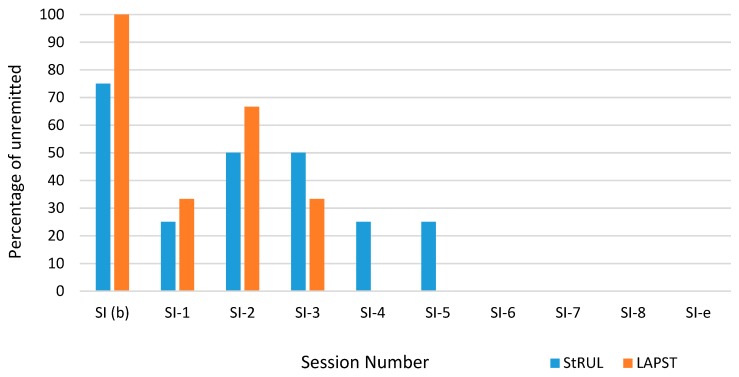 100
90
80
70
60
50
40
30
20
10
0
Percentage of unremitted
SI (b) SI-1 SI-2 SI-3 SI-4 SI-5 SI-6 SI-7 SI-8 SI-e
Session Number
StRUL LAPST